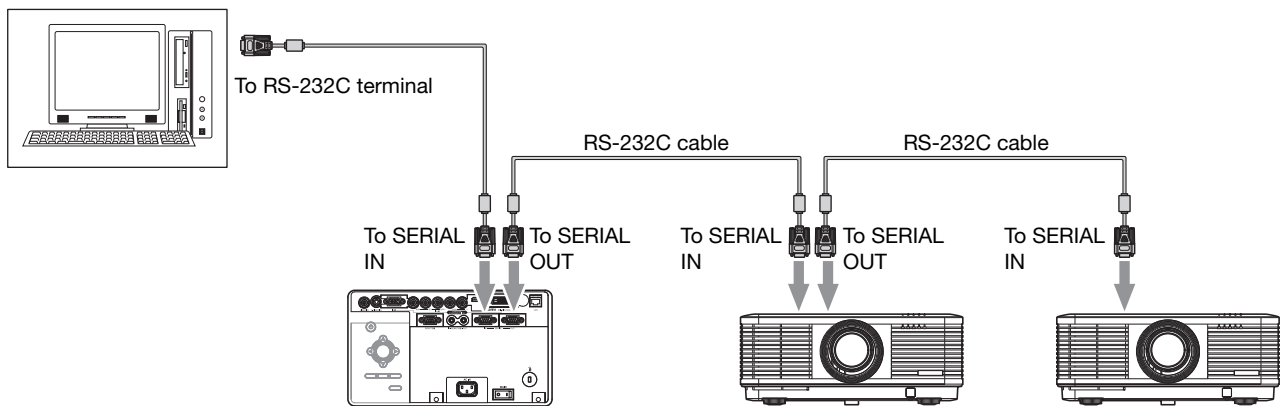 To RS-232C terminal
RS-232C cable
RS-232C cable
To SERIAL
IN
To SERIAL
OUT
To SERIAL
IN
To SERIAL
OUT
To SERIAL
IN